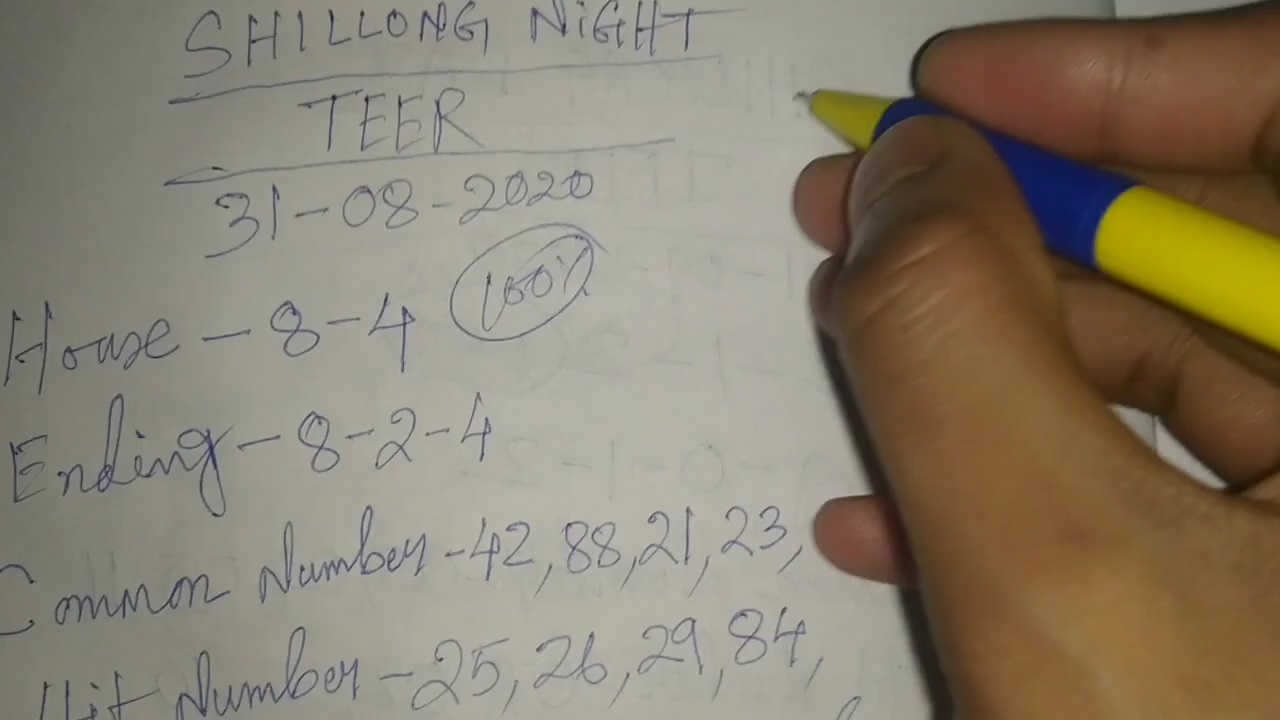 SHILLONG NiGHT
TEER
31-08-2020
100%
House - 8-4
Ending - 8-2-4
Common Number - 42, 88, 21, 23,
Hit Number - 25, 26, 29, 84,